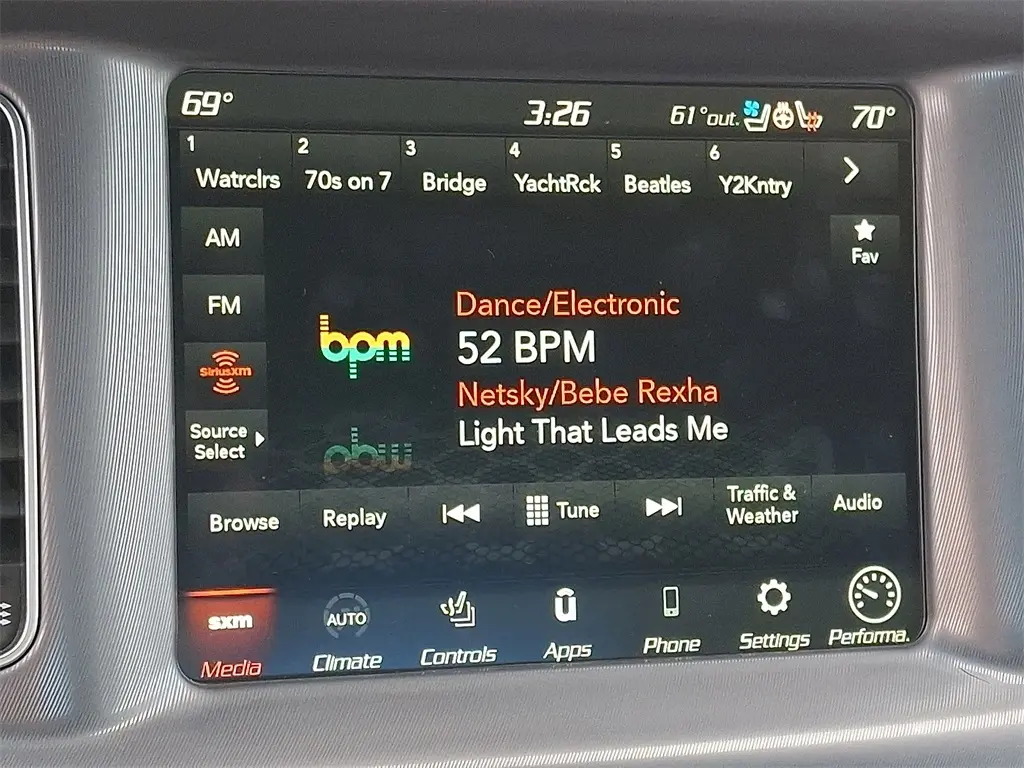 69° 3:26 61°out. 70°
1 2 3 4 5 6
Watrclrs 70s on 7 Bridge YachtRck Beatles Y2Kntry
AM
Fav
FM
bpm
Dance/Electronic
52 BPM
SiriusXM
Netsky/Bebe Rexha
Light That Leads Me
Source
Select
Browse Replay Tune
Traffic &
Weather
Audio
sxm AUTO
Media Climate Controls Apps Phone Settings Performa.